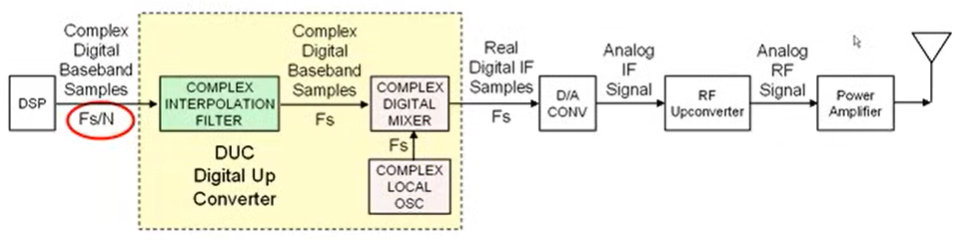 DSP
Complex
Digital
Baseband
Samples
Fs/N
COMPLEX
INTERPOLATION
FILTER
DUC
Digital Up
Converter
Complex
Digital
Baseband
Samples
Fs
COMPLEX
DIGITAL
MIXER
Fs
COMPLEX
LOCAL
OSC
Real
Digital IF
Samples
Fs
D/A
CONV
Analog
IF
Signal
RF
Upconverter
Analog
RF
Signal
Power
Amplifier